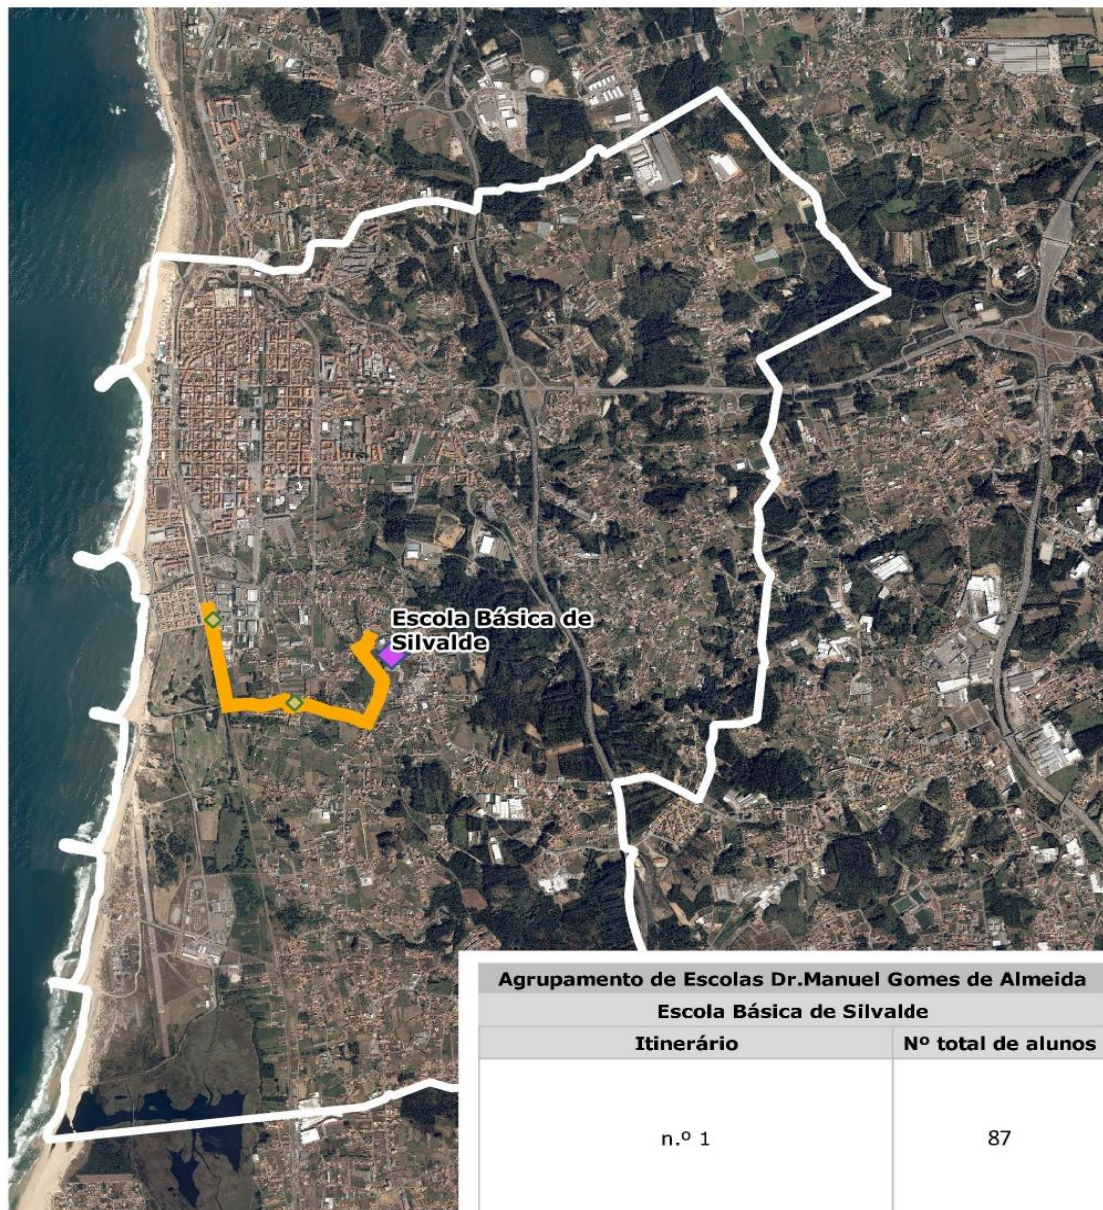 Escola Básica de
Silvalde
Agrupamento de Escolas Dr.Manuel Gomes de Almeida
Escola Básica de Silvalde
Itinerário Nº total de alunos
n.º 1 87